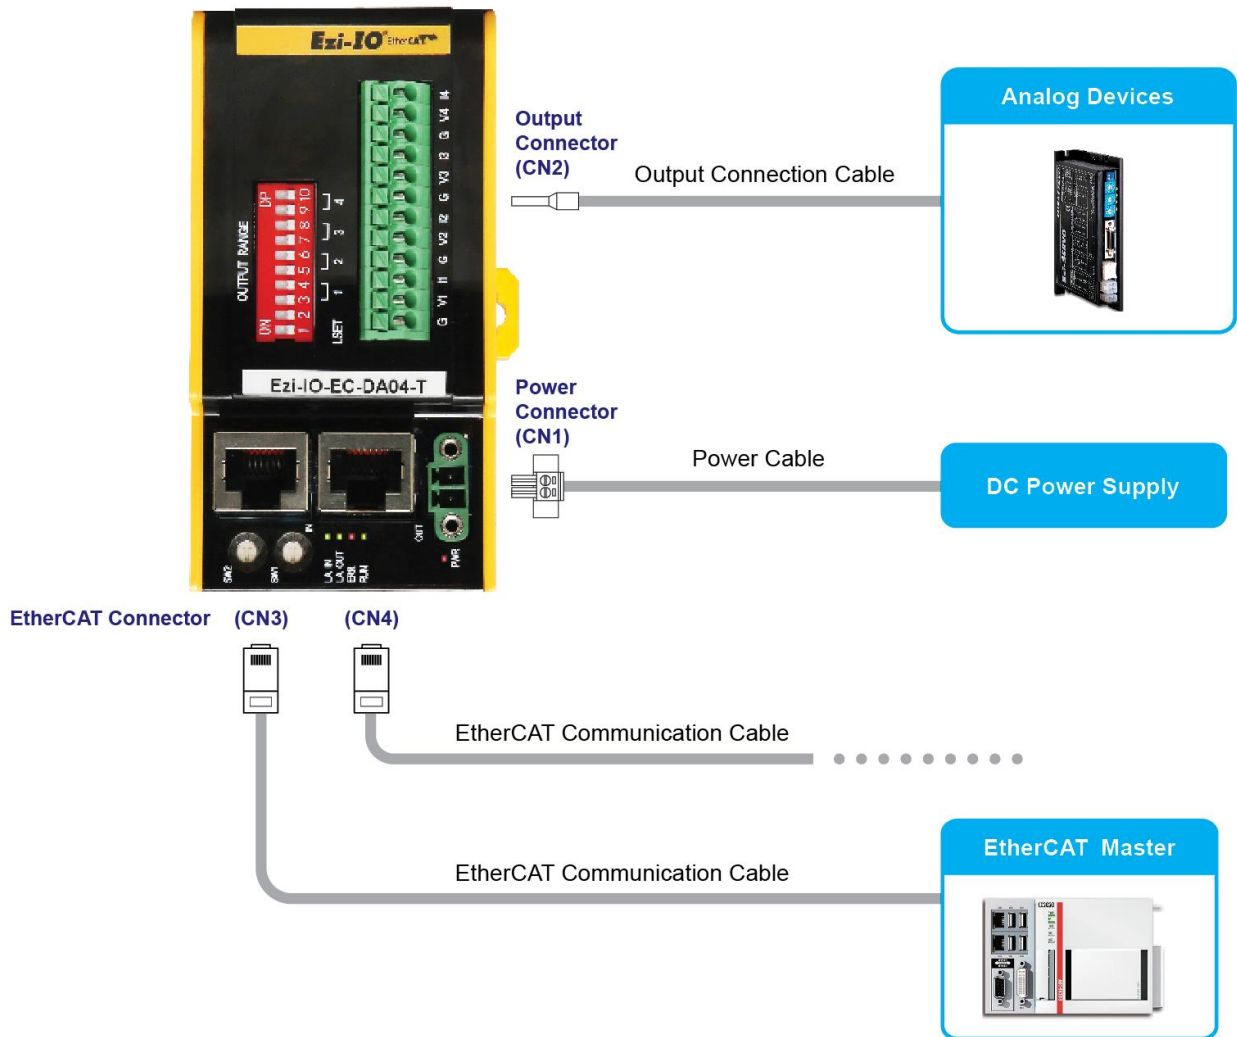 Ezi-IO EtherCAT
I4
V4
G
I3
V3
G
I2
V2
G
I1
V1
G
OUTPUT RANGE
DP
ON
1 2 3 4 5 6 7 8 9 10
4
3
2
1
LSET
Ezi-IO-EC-DA04-T
IN
OUT
SW2
SW1
L/A IN
L/A OUT
ERR
RUN
PWR
Output
Connector
(CN2)
Output Connection Cable
Analog Devices
Power
Connector
(CN1)
Power Cable
DC Power Supply
EtherCAT Connector (CN3) (CN4)
EtherCAT Communication Cable
EtherCAT Communication Cable
EtherCAT Master